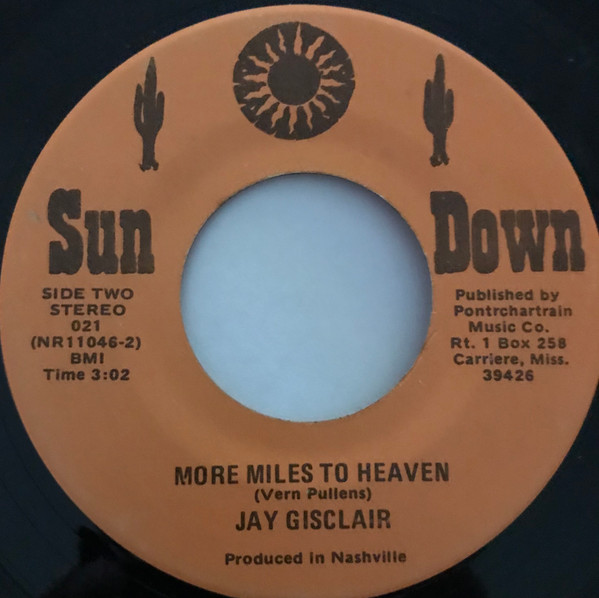 Sun Down
SIDE TWO
STEREO
021
(NR11046-2)
BMI
Time 3:02
Published by
Pontrchartrain
Music Co.
Rt. 1 Box 258
Carriere, Miss.
39426
MORE MILES TO HEAVEN
(Vern Pullens)
JAY GISCLAIR
Produced in Nashville